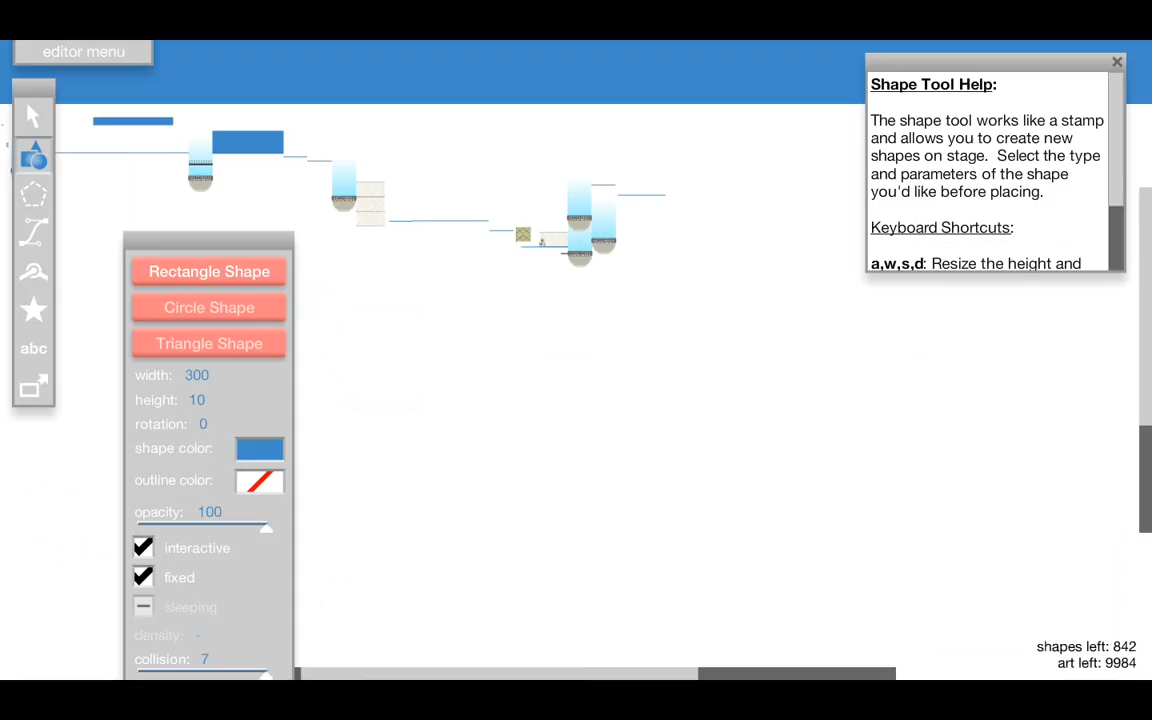 editor menu
Shape Tool Help:
The shape tool works like a stamp
and allows you to create new
shapes on stage. Select the type
and parameters of the shape
you'd like before placing.
Keyboard Shortcuts:
a,w,s,d: Resize the height and
abc
Rectangle Shape
Circle Shape
Triangle Shape
width: 300
height: 10
rotation: 0
shape color:
outline color:
opacity: 100
interactive
fixed
sleeping
density: -
collision: 7
shapes left: 842
art left: 9984